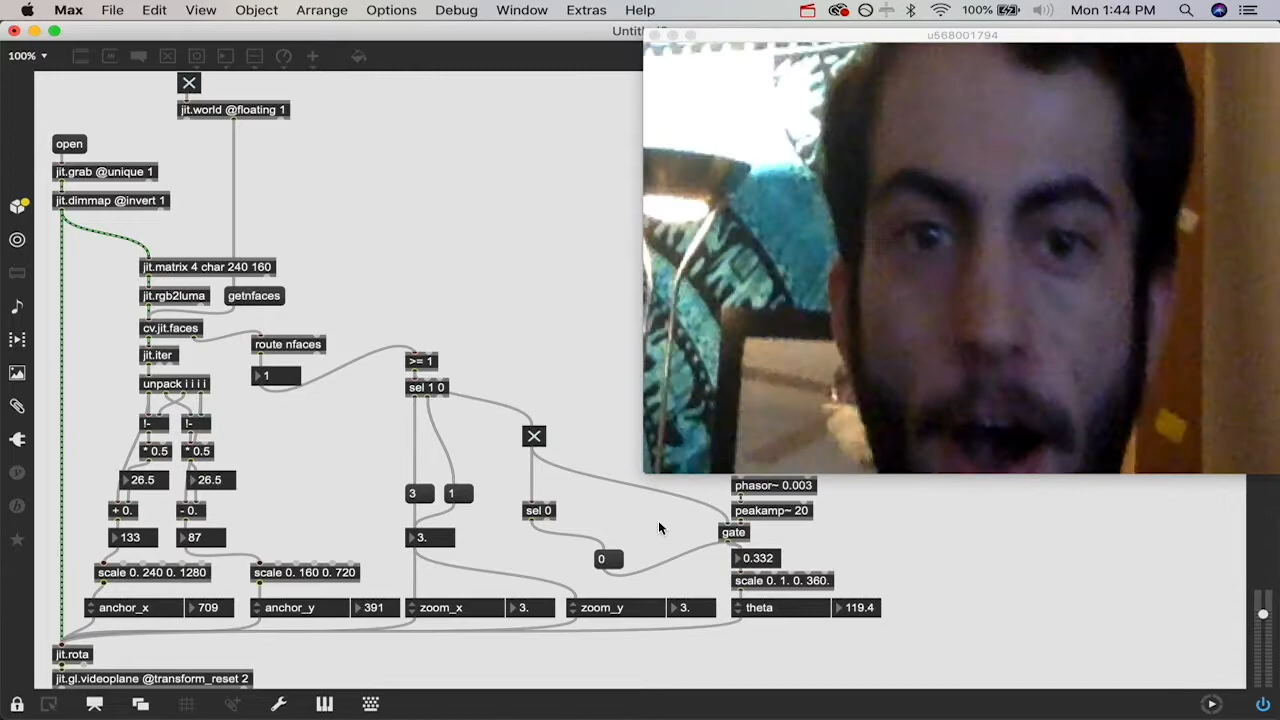 Max File Edit View Object Arrange Options Debug Window Extras Help 100% Mon 1:44 PM
u568001794
100%
jit.world @floating 1
open
jit.grab @unique 1
jit.dimmap @invert 1
jit.matrix 4 char 240 160
jit.rgb2luma getnfaces
cv.jit.faces
route nfaces
jit.iter
>= 1
1
unpack i i i i
sel 1 0
!- !-
* 0.5 * 0.5
26.5 26.5
3 1
phasor~ 0.003
+ 0. - 0.
sel 0
peakamp~ 20
gate
133 87
3.
0
0.332
scale 0. 240 0. 1280
scale 0. 160 0. 720
scale 0. 1. 0. 360.
anchor_x 709 anchor_y 391 zoom_x 3. zoom_y 3. theta 119.4
jit.rota
jit.gl.videoplane @transform_reset 2